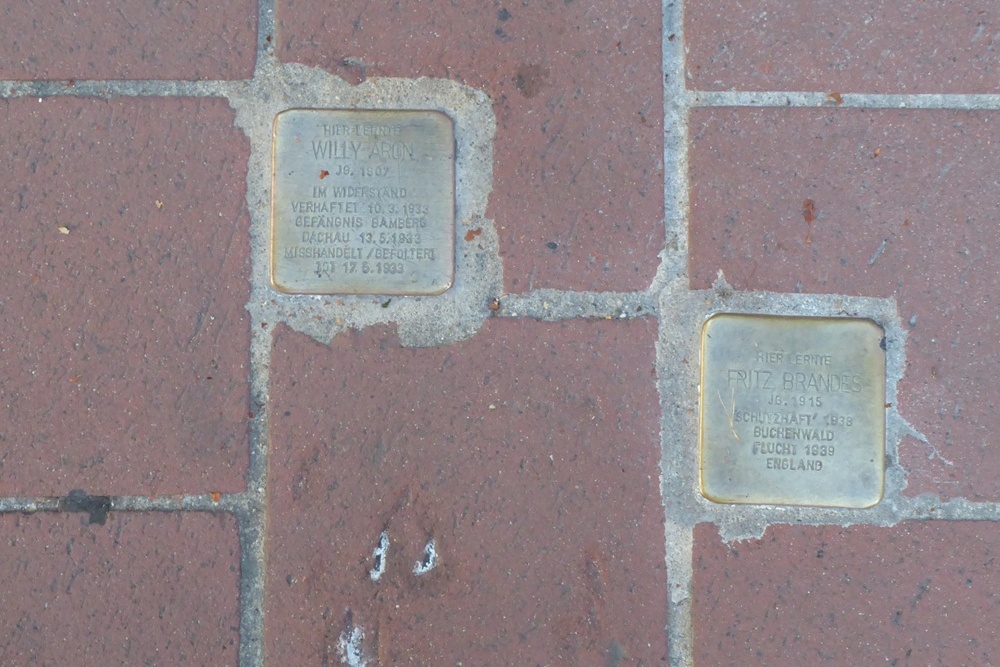 HIER LERNTE
WILLY ARON
JG. 1907
IM WIDERSTAND
VERHAFTET 10.3.1933
GEFÄNGNIS BAMBERG
DACHAU 13.5.1933
MISSHANDELT/GEFOLTERT
TOT 17.5.1933
HIER LERNTE
FRITZ BRANDES
JG. 1915
'SCHUTZHAFT' 1938
BUCHENWALD
FLUCHT 1939
ENGLAND